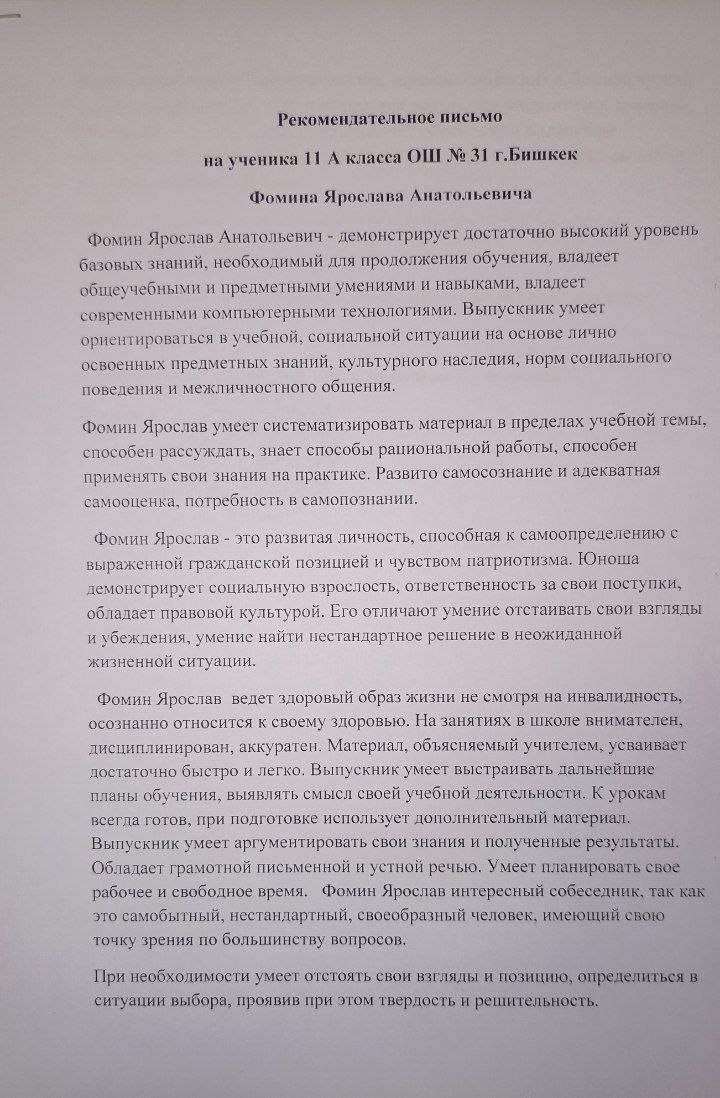 Рекомендательное письмо
на ученика 11 А класса ОШ № 31 г.Бишкек
Фомина Ярослава Анатольевича
Фомин Ярослав Анатольевич - демонстрирует достаточно высокий уровень
базовых знаний, необходимый для продолжения обучения, владеет
общеучебными и предметными умениями и навыками, владеет
современными компьютерными технологиями. Выпускник умеет
ориентироваться в учебной, социальной ситуации на основе лично
освоенных предметных знаний, культурного наследия, норм социального
поведения и межличностного общения.
Фомин Ярослав умеет систематизировать материал в пределах учебной темы,
способен рассуждать, знает способы рациональной работы, способен
применять свои знания на практике. Развито самосознание и адекватная
самооценка, потребность в самопознании.
Фомин Ярослав - это развитая личность, способная к самоопределению с
выраженной гражданской позицией и чувством патриотизма. Юноша
демонстрирует социальную взрослость, ответственность за свои поступки,
обладает правовой культурой. Его отличают умение отстаивать свои взгляды
и убеждения, умение найти нестандартное решение в неожиданной
жизненной ситуации.
Фомин Ярослав ведет здоровый образ жизни не смотря на инвалидность,
осознанно относится к своему здоровью. На занятиях в школе внимателен,
дисциплинирован, аккуратен. Материал, объясняемый учителем, усваивает
достаточно быстро и легко. Выпускник умеет выстраивать дальнейшие
планы обучения, выявлять смысл своей учебной деятельности. К урокам
всегда готов, при подготовке использует дополнительный материал.
Выпускник умеет аргументировать свои знания и полученные результаты.
Обладает грамотной письменной и устной речью. Умеет планировать свое
рабочее и свободное время. Фомин Ярослав интересный собеседник, так как
это самобытный, нестандартный, своеобразный человек, имеющий свою
точку зрения по большинству вопросов.
При необходимости умеет отстоять свои взгляды и позицию, определиться в
ситуации выбора, проявив при этом твердость и решительность.